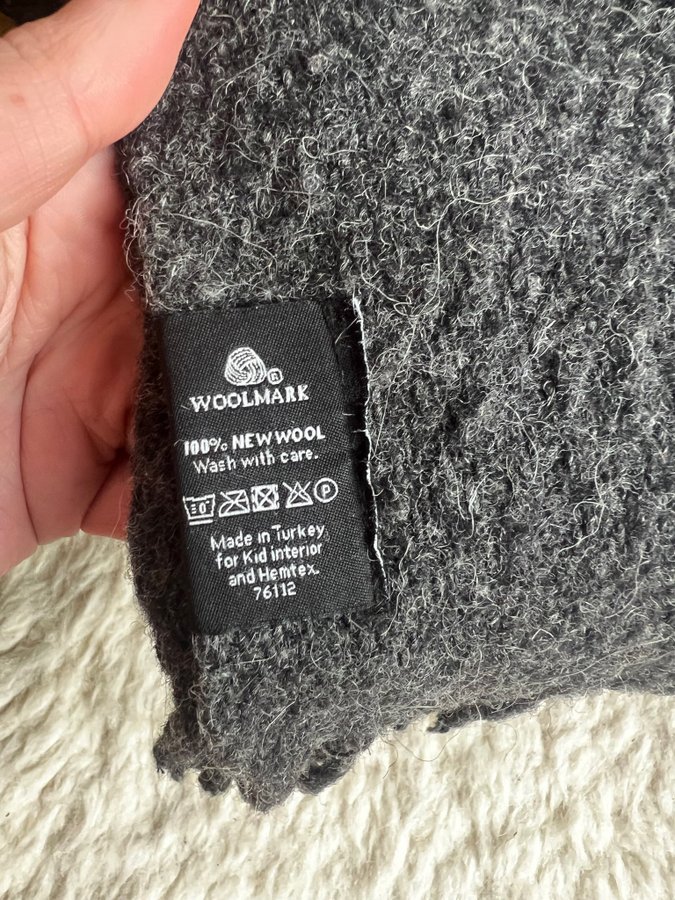 WOOLMARK
100% NEW WOOL
Wash with care.
P
Made in Turkey
for Kid interior
and Hemtex.
76112